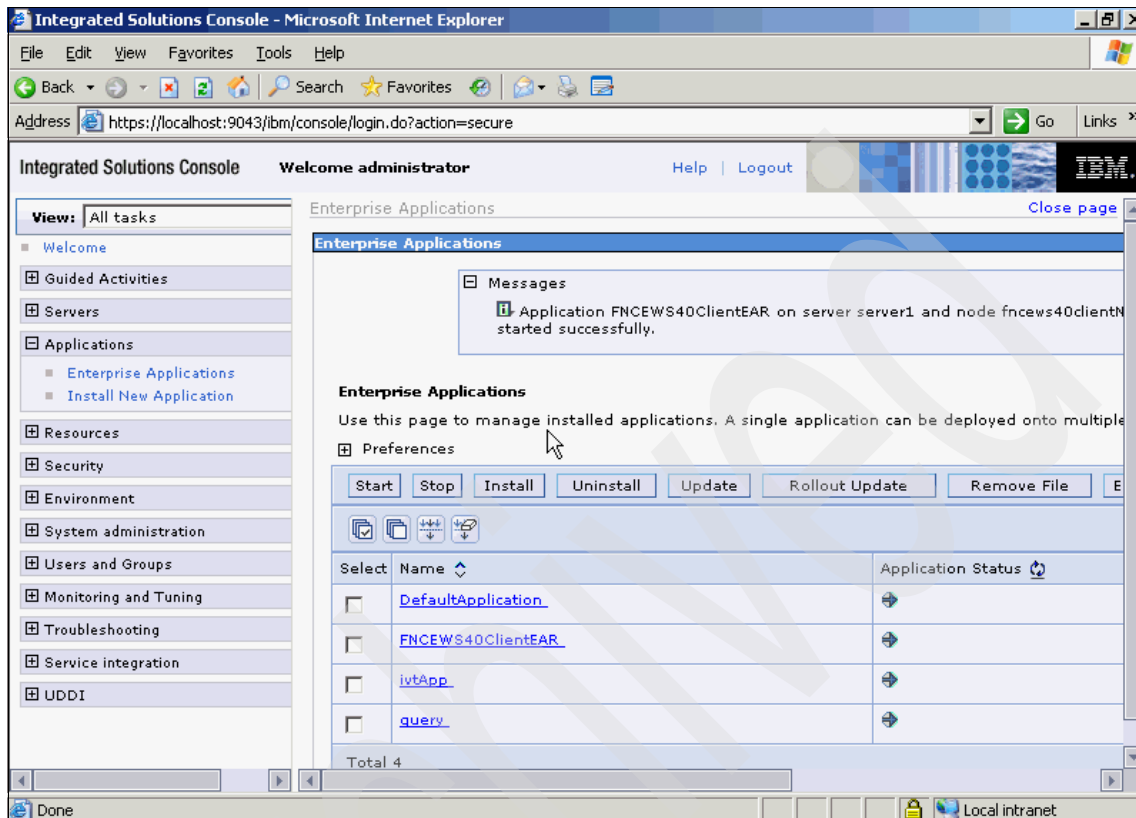 Integrated Solutions Console - Microsoft Internet Explorer
File Edit View Favorites Tools Help
Back Search Favorites
Address https://localhost:9043/ibm/console/login.do?action=secure Go Links »
Integrated Solutions Console Welcome administrator Help | Logout IBM.
View: All tasks
Welcome
Guided Activities
Servers
Applications
Enterprise Applications
Install New Application
Resources
Security
Environment
System administration
Users and Groups
Monitoring and Tuning
Troubleshooting
Service integration
UDDI
Enterprise Applications Close page
Enterprise Applications
Messages
Application FNCEWS40ClientEAR on server server1 and node fncews40clientN
started successfully.
Enterprise Applications
Use this page to manage installed applications. A single application can be deployed onto multiple
Preferences
Start Stop Install Uninstall Update Rollout Update Remove File E
Select Name Application Status
DefaultApplication
FNCEWS40ClientEAR
ivtApp
query
Total 4
Done Local intranet